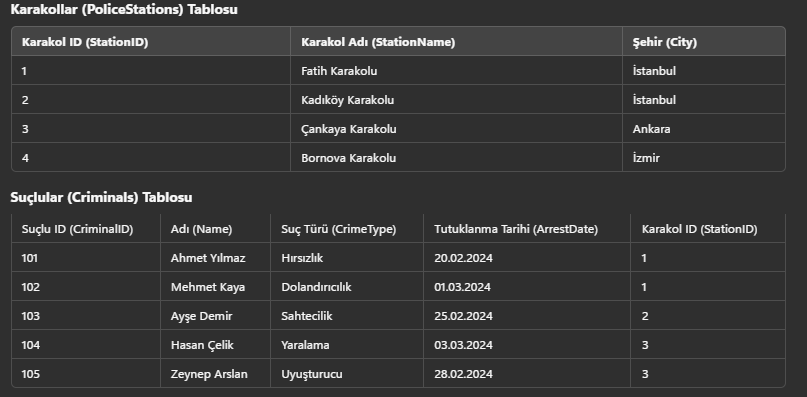 Karakollar (PoliceStations) Tablosu
Karakol ID (StationID) Karakol Adı (StationName) Şehir (City)
1 Fatih Karakolu İstanbul
2 Kadıköy Karakolu İstanbul
3 Çankaya Karakolu Ankara
4 Bornova Karakolu İzmir
Suçlular (Criminals) Tablosu
Suçlu ID (CriminalID) Adı (Name) Suç Türü (CrimeType) Tutuklanma Tarihi (ArrestDate) Karakol ID (StationID)
101 Ahmet Yılmaz Hırsızlık 20.02.2024 1
102 Mehmet Kaya Dolandırıcılık 01.03.2024 1
103 Ayşe Demir Sahtecilik 25.02.2024 2
104 Hasan Çelik Yaralama 03.03.2024 3
105 Zeynep Arslan Uyuşturucu 28.02.2024 3